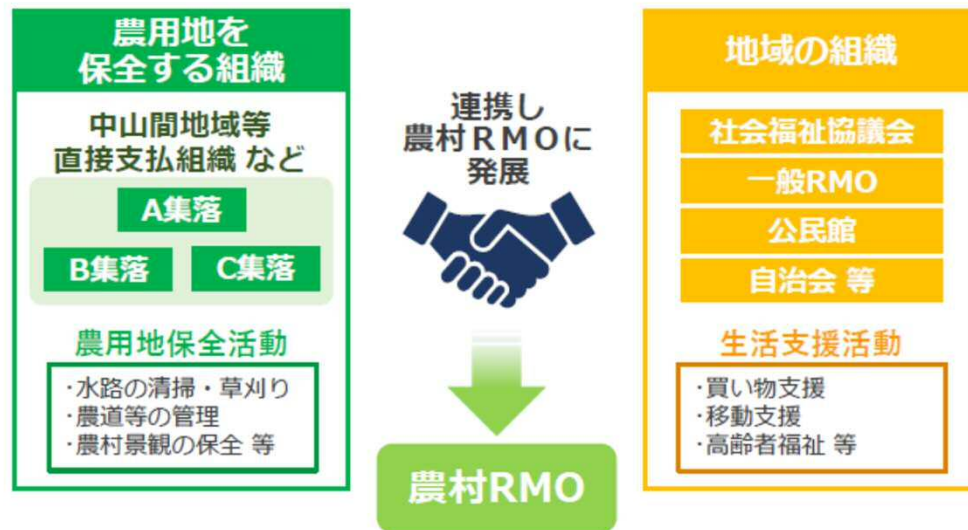 農用地を
保全する組織
中山間地域等
直接支払組織 など
A集落
B集落
C集落
農用地保全活動
･水路の清掃・草刈り
･農道等の管理
･農村景観の保全 等
連携し
農村RMOに
発展
農村RMO
地域の組織
社会福祉協議会
一般RMO
公民館
自治会 等
生活支援活動
･買い物支援
･移動支援
･高齢者福祉 等